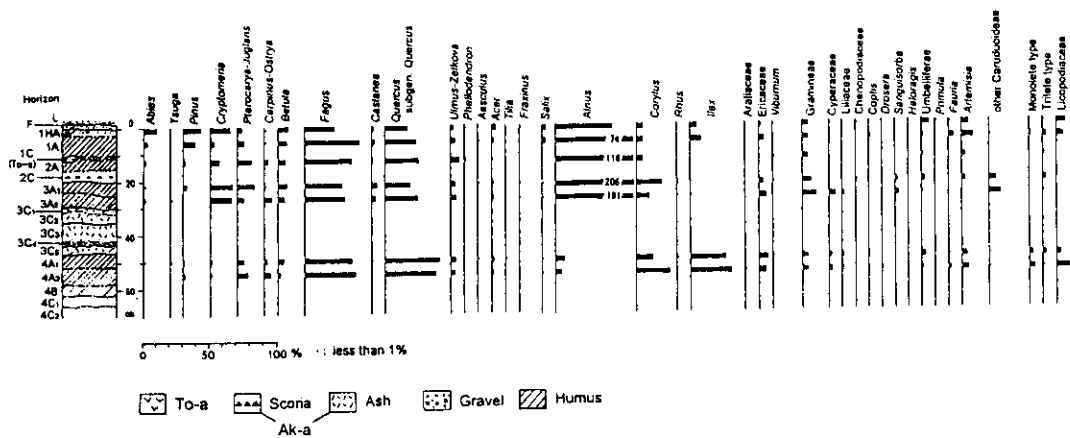 Abies
Tsuga
Pinus
Cryptomeria
Pterocarya-Juglans
Carpinus-Ostrya
Betula
Fagus
Castanea
Quercus subgen. Quercus
Ulmus-Zelkova
Phellodendron
Aesculus
Acer
Tilia
Fraxinus
Salix
Alnus
Corylus
Rhus
Ilex
Araliaceae
Ericaceae
Viburnum
Gramineae
Cyperaceae
Liliaceae
Chenopodiaceae
Coptis
Drosera
Sanguisorba
Haloragis
Umbelliferae
Primula
Fauria
Artemisia
other Carduoideae
Monolete type
Trilete type
Licopodiaceae
Horizon
L
F
1HA
1A
1C
(To-a)
2A
2C
3A1
3A2
3C1
3C2
3C3
3C4
3C5
4A1
4A2
4B
4C1
4C2
0
20
40
74
118
206
181
0 50 100 %
: less than 1%
To-a
Scoria
Ash
Gravel
Humus
Ak-a